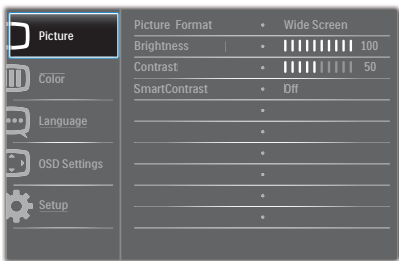 Picture
Color
Language
OSD Settings
Setup
Picture Format • Wide Screen
Brightness • 100
Contrast • 50
SmartContrast • Off
•
•
•
•
•
•